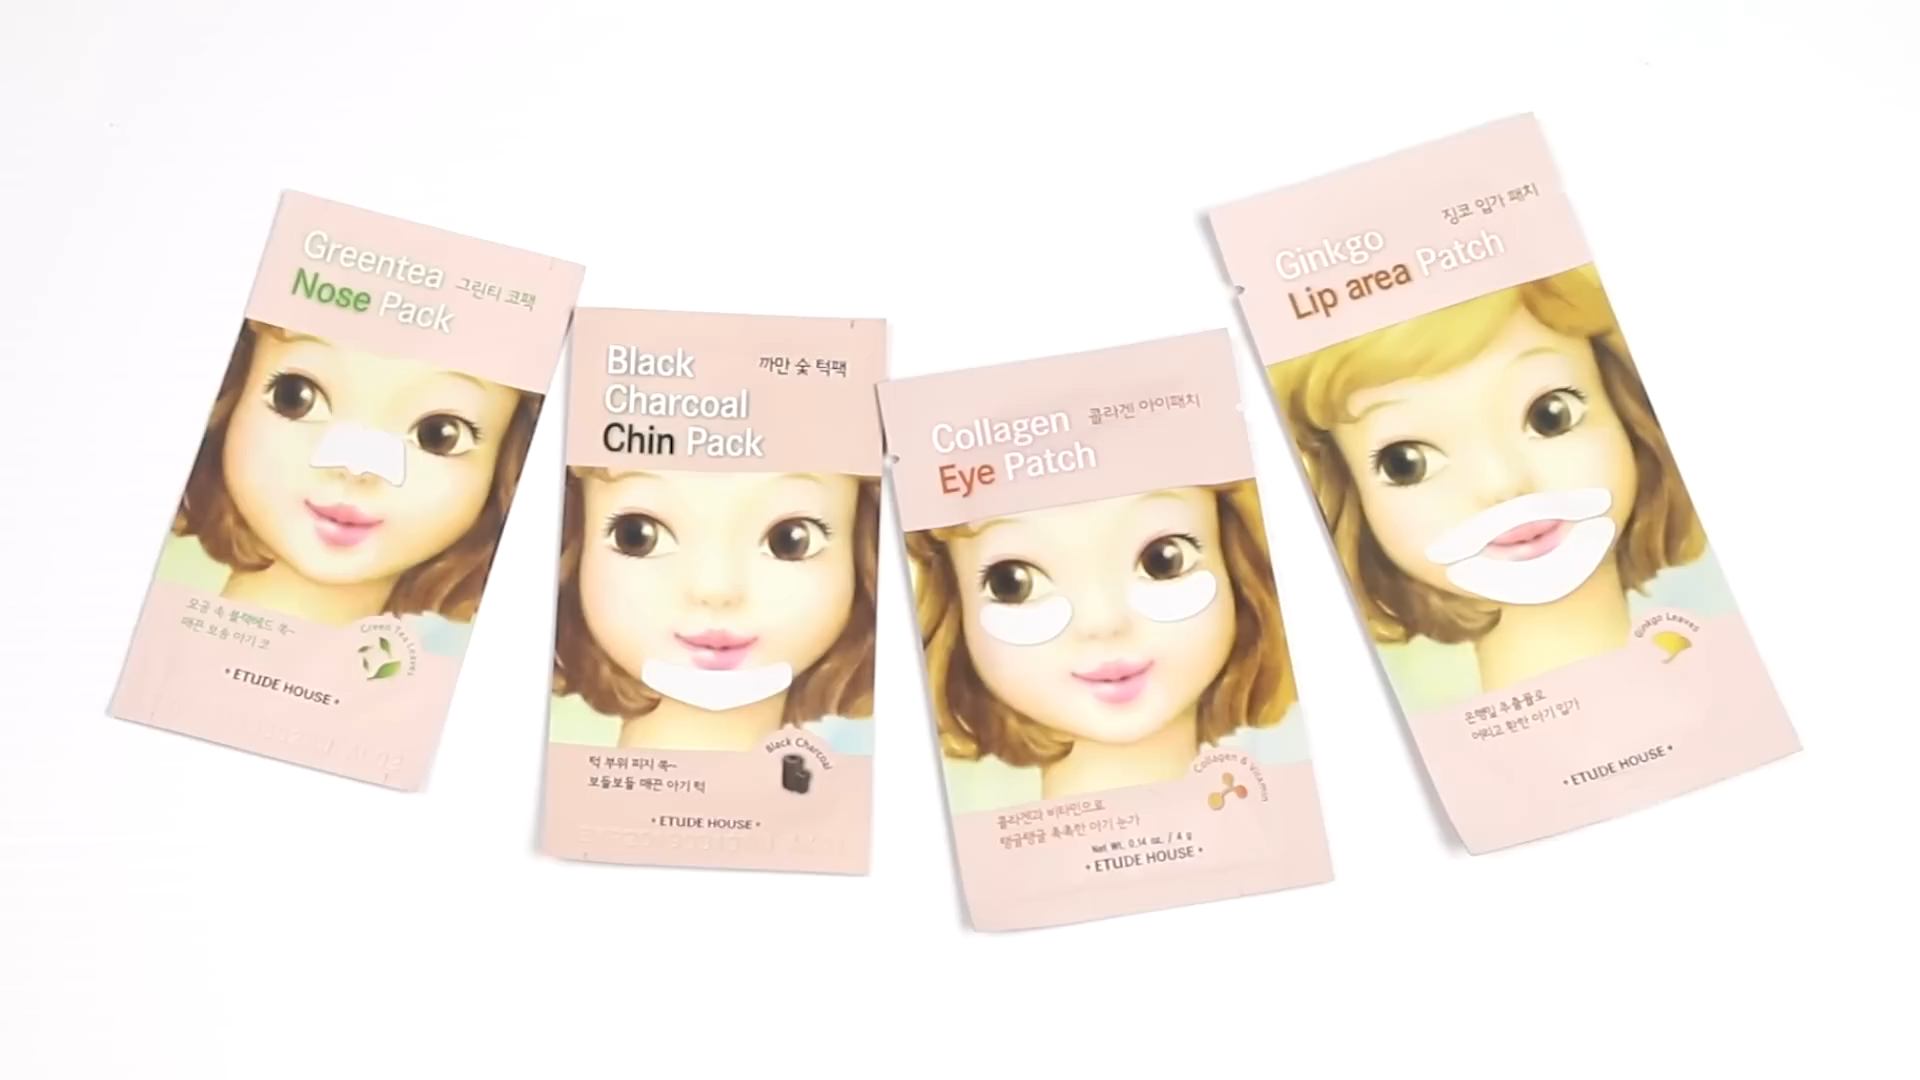 Greentea
Nose Pack
그린티 코팩
모공 속 블랙헤드 쏙~
매끈 보송 아기 코
Green Tea Leaves
ETUDE HOUSE
Black
Charcoal
Chin Pack
까만 숯 턱팩
턱 부위 피지 쏙~
보들보들 매끈 아기 턱
Black Charcoal
ETUDE HOUSE
Collagen
Eye Patch
콜라겐 아이패치
콜라겐과 비타민으로
탱글탱글 촉촉한 아기 눈가
Collagen & Vitamin
Net Wt. 0.14 oz. / 4 g
ETUDE HOUSE
Ginkgo
Lip area Patch
징코 입가 패치
은행잎 추출물로
여리고 환한 아기 입가
Ginkgo Leaves
ETUDE HOUSE